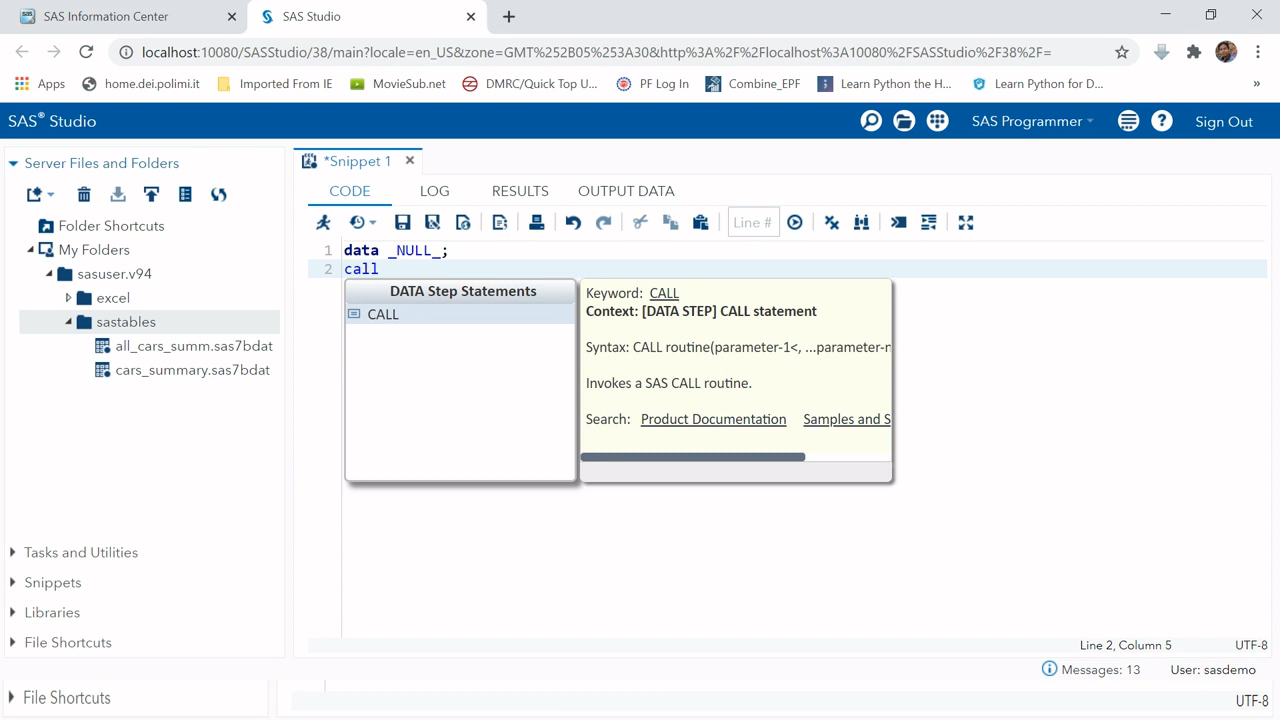 SAS Information Center
SAS Studio
localhost:10080/SASStudio/38/main?locale=en_US&zone=GMT%252B05%253A30&http%3A%2F%2Flocalhost%3A10080%2FSASStudio%2F38%2F=
Apps
home.dei.polimi.it
Imported From IE
MovieSub.net
DMRC/Quick Top U...
PF Log In
Combine_EPF
Learn Python the H...
Learn Python for D...
»
SAS® Studio
SAS Programmer
Sign Out
Server Files and Folders
*Snippet 1
CODE
LOG
RESULTS
OUTPUT DATA
Line #
Folder Shortcuts
My Folders
sasuser.v94
excel
sastables
all_cars_summ.sas7bdat
cars_summary.sas7bdat
1 data _NULL_;
2 call
DATA Step Statements
CALL
Keyword: CALL
Context: [DATA STEP] CALL statement
Syntax: CALL routine(parameter-1<, ...parameter-n
Invokes a SAS CALL routine.
Search: Product Documentation Samples and S
Tasks and Utilities
Snippets
Libraries
File Shortcuts
Line 2, Column 5
UTF-8
Messages: 13
User: sasdemo
File Shortcuts
UTF-8